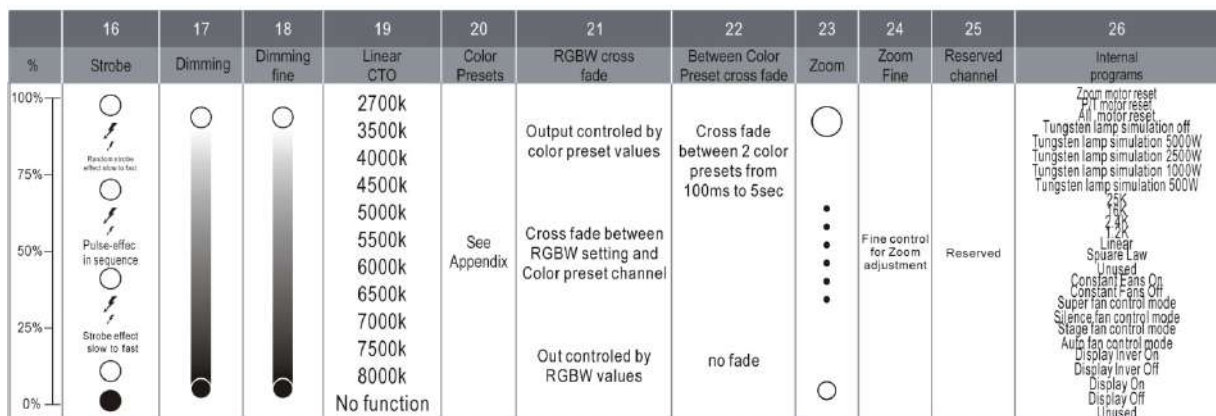 16 17 18 19 20 21 22 23 24 25 26
% Strobe Dimming Dimming fine Linear CTO Color Presets RGBW cross fade Between Color Preset cross fade Zoom Zoom Fine Reserved channel Internal programs
100%
75%
50%
25%
0%
Random strobe
effect slow to fast
Pulse-effec
in sequence
Strobe effect
slow to fast
2700k
3500k
4000k
4500k
5000k
5500k
6000k
6500k
7000k
7500k
8000k
No function
See
Appendix
Output controled by
color preset values
Cross fade between
RGBW setting and
Color preset channel
Out controled by
RGBW values
Cross fade
between 2 color
presets from
100ms to 5sec
no fade
Fine control
for Zoom
adjustment
Reserved
Zoom motor reset
P/T motor reset
All motor reset
Tungsten lamp simulation off
Tungsten lamp simulation 5000W
Tungsten lamp simulation 2500W
Tungsten lamp simulation 1000W
Tungsten lamp simulation 500W
25K
16K
2.4K
1.2K
Linear
Spuare Law
Unused
Constant Fans On
Constant Fans Off
Super fan control mode
Silence fan control mode
Stage fan control mode
Auto fan control mode
Display Inver On
Display Inver Off
Display On
Display Off
Unused